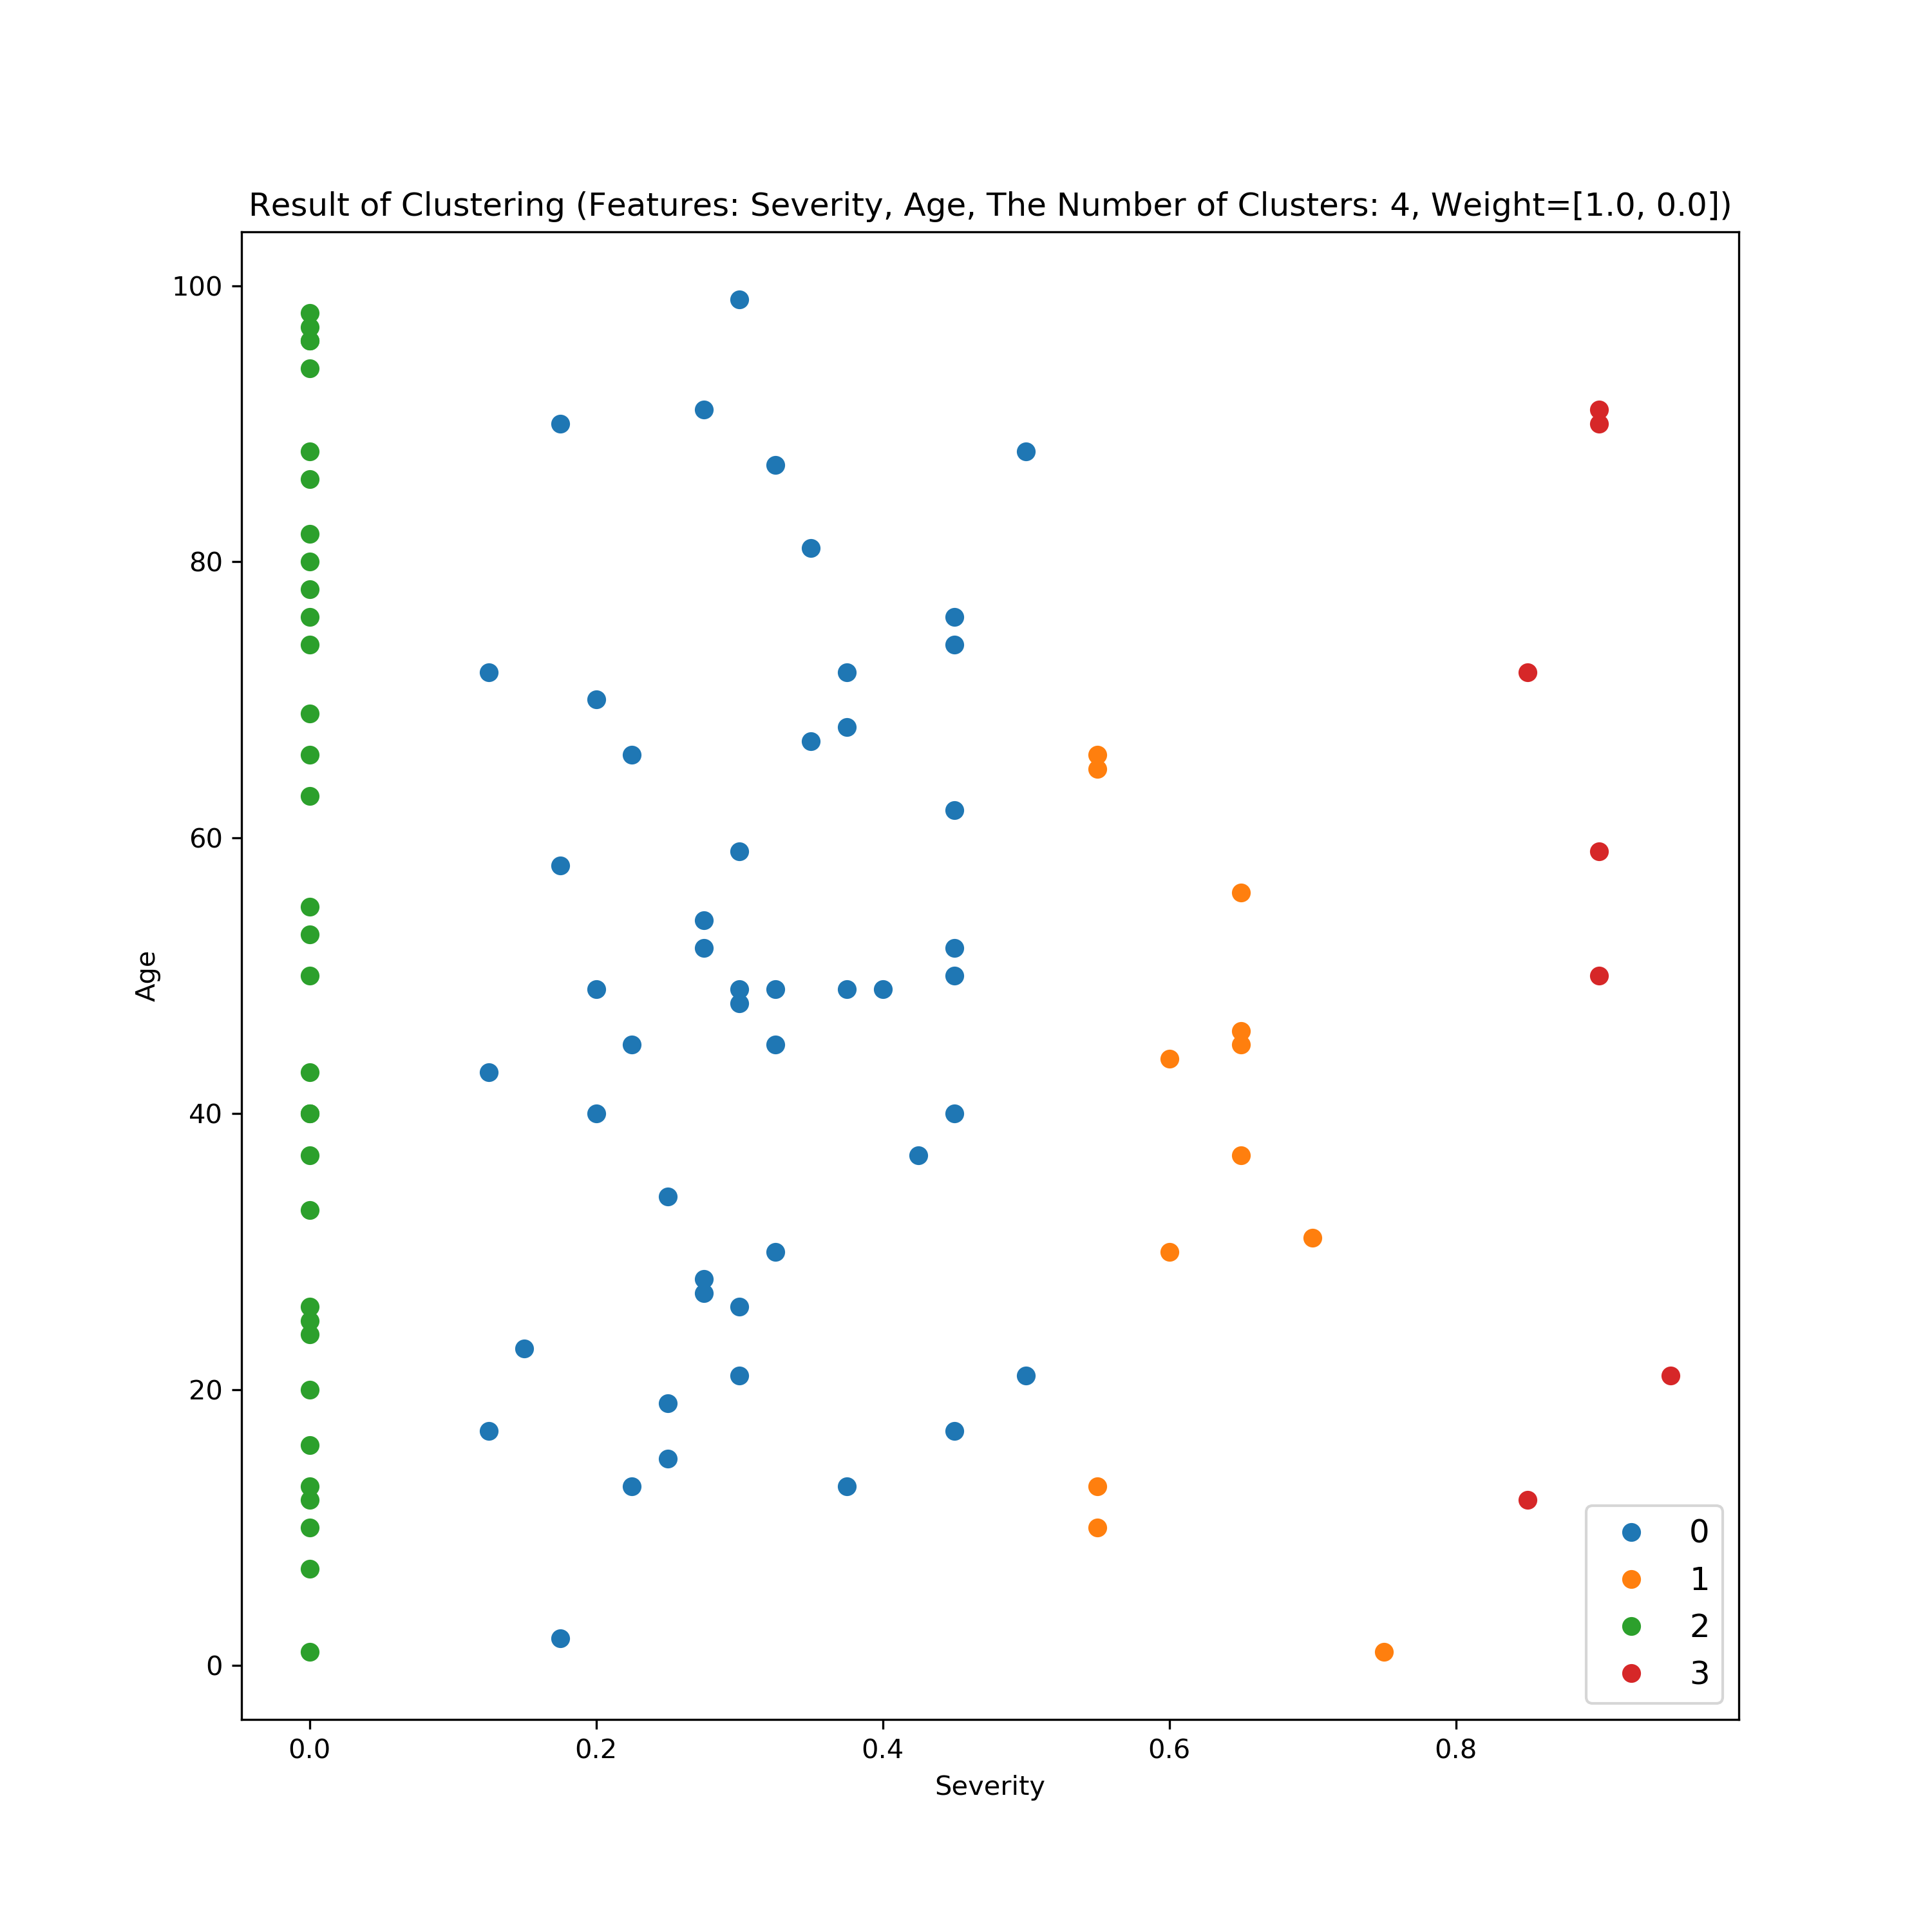 Result of Clustering (Features: Severity, Age, The Number of Clusters: 4, Weight=[1.0, 0.0])
100
80
60
40
20
0
Age
0.0 0.2 0.4 0.6 0.8
Severity
0
1
2
3